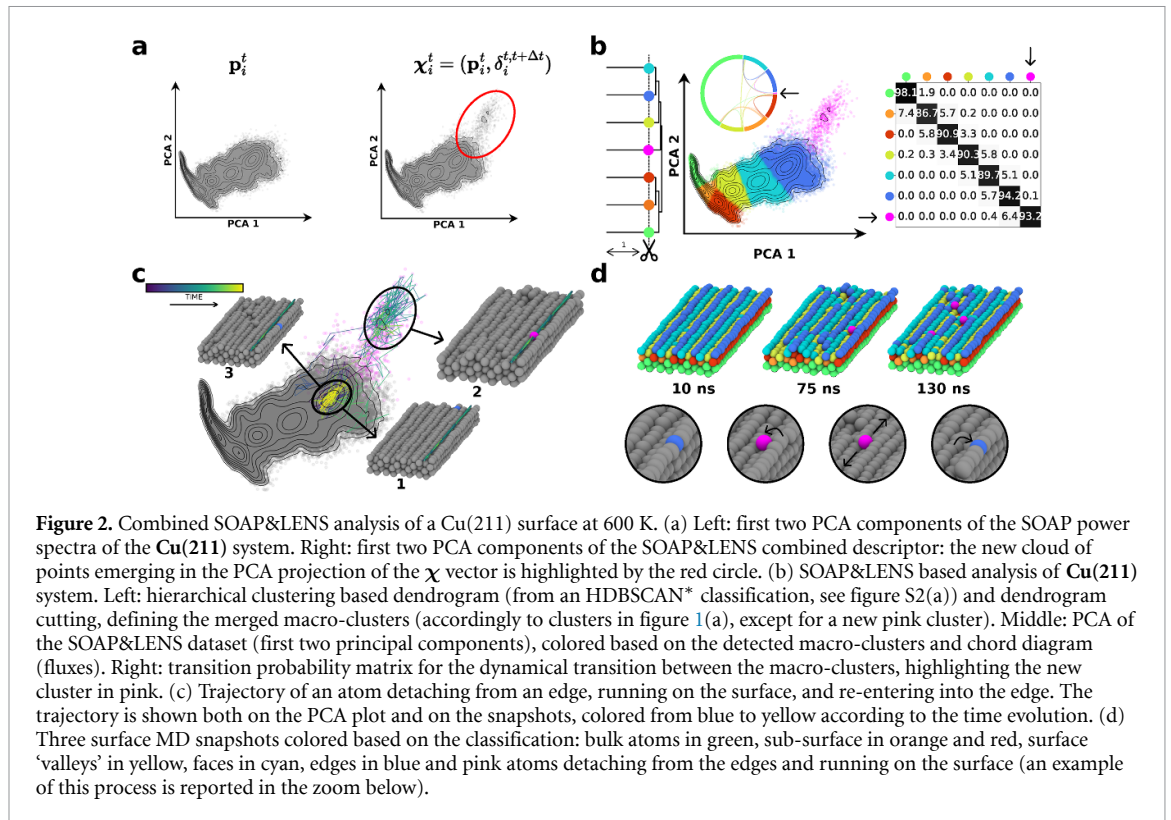 a
p_i^t
χ_i^t = (p_i^t, δ_i^{t,t+Δt})
PCA 2
PCA 1
PCA 2
PCA 1
b
1
PCA 2
PCA 1
98.1 1.9 0.0 0.0 0.0 0.0 0.0
7.4 86.7 5.7 0.2 0.0 0.0 0.0
0.0 5.8 90.9 3.3 0.0 0.0 0.0
0.2 0.3 3.4 90.3 5.8 0.0 0.0
0.0 0.0 0.0 5.1 89.7 5.1 0.0
0.0 0.0 0.0 0.0 5.7 94.2 0.1
0.0 0.0 0.0 0.0 0.4 6.4 93.2
c
TIME
3
2
1
d
10 ns
75 ns
130 ns
Figure 2. Combined SOAP&LENS analysis of a Cu(211) surface at 600 K. (a) Left: first two PCA components of the SOAP power
spectra of the Cu(211) system. Right: first two PCA components of the SOAP&LENS combined descriptor: the new cloud of
points emerging in the PCA projection of the χ vector is highlighted by the red circle. (b) SOAP&LENS based analysis of Cu(211)
system. Left: hierarchical clustering based dendrogram (from an HDBSCAN* classification, see figure S2(a)) and dendrogram
cutting, defining the merged macro-clusters (accordingly to clusters in figure 1(a), except for a new pink cluster). Middle: PCA of
the SOAP&LENS dataset (first two principal components), colored based on the detected macro-clusters and chord diagram
(fluxes). Right: transition probability matrix for the dynamical transition between the macro-clusters, highlighting the new
cluster in pink. (c) Trajectory of an atom detaching from an edge, running on the surface, and re-entering into the edge. The
trajectory is shown both on the PCA plot and on the snapshots, colored from blue to yellow according to the time evolution. (d)
Three surface MD snapshots colored based on the classification: bulk atoms in green, sub-surface in orange and red, surface
‘valleys’ in yellow, faces in cyan, edges in blue and pink atoms detaching from the edges and running on the surface (an example
of this process is reported in the zoom below).